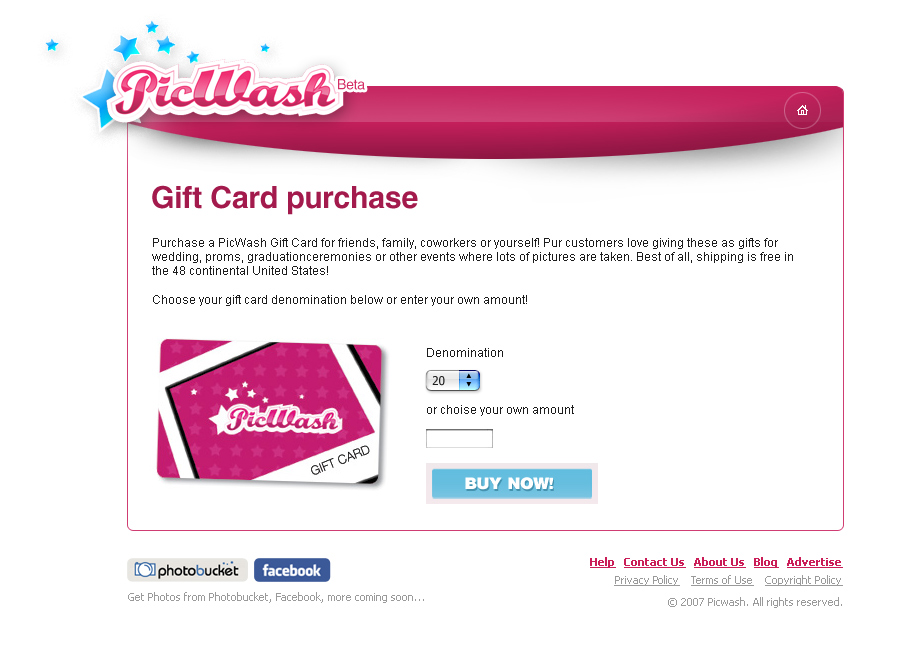 PicWash Beta
Gift Card purchase
Purchase a PicWash Gift Card for friends, family, coworkers or yourself! Pur customers love giving these as gifts for
wedding, proms, graduationceremonies or other events where lots of pictures are taken. Best of all, shipping is free in
the 48 continental United States!
Choose your gift card denomination below or enter your own amount!
PicWash
GIFT CARD
Denomination
20
or choise your own amount
BUY NOW!
photobucket facebook
Get Photos from Photobucket, Facebook, more coming soon...
Help Contact Us About Us Blog Advertise
Privacy Policy Terms of Use Copyright Policy
© 2007 Picwash. All rights reserved.